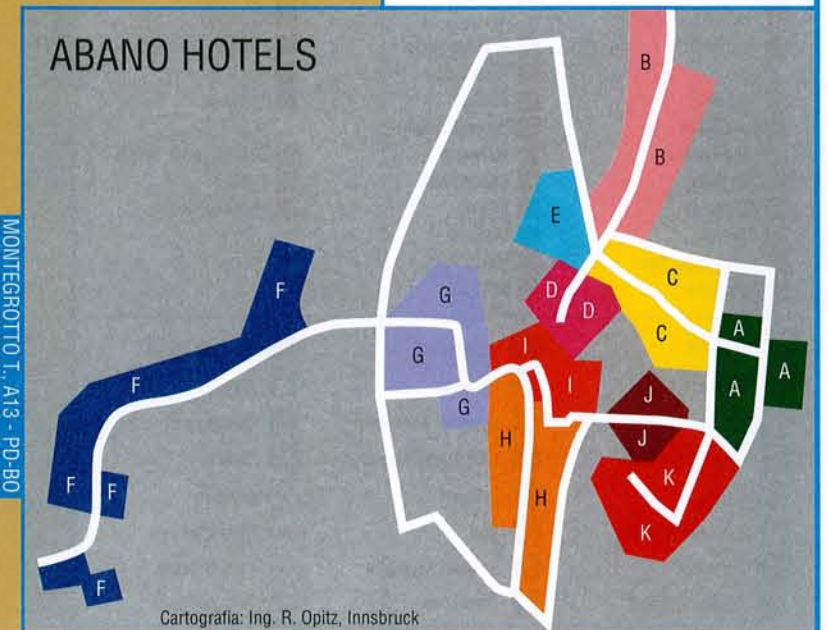 ABANO HOTELS
MONTEGROTTO T., A13 - PD-BO
B
B
E
C
F
D
D
G
C
A
I
G
A
A
I
F
J
G
H
J
K
F
F
H
K
F
Cartografia: Ing. R. Opitz, Innsbruck